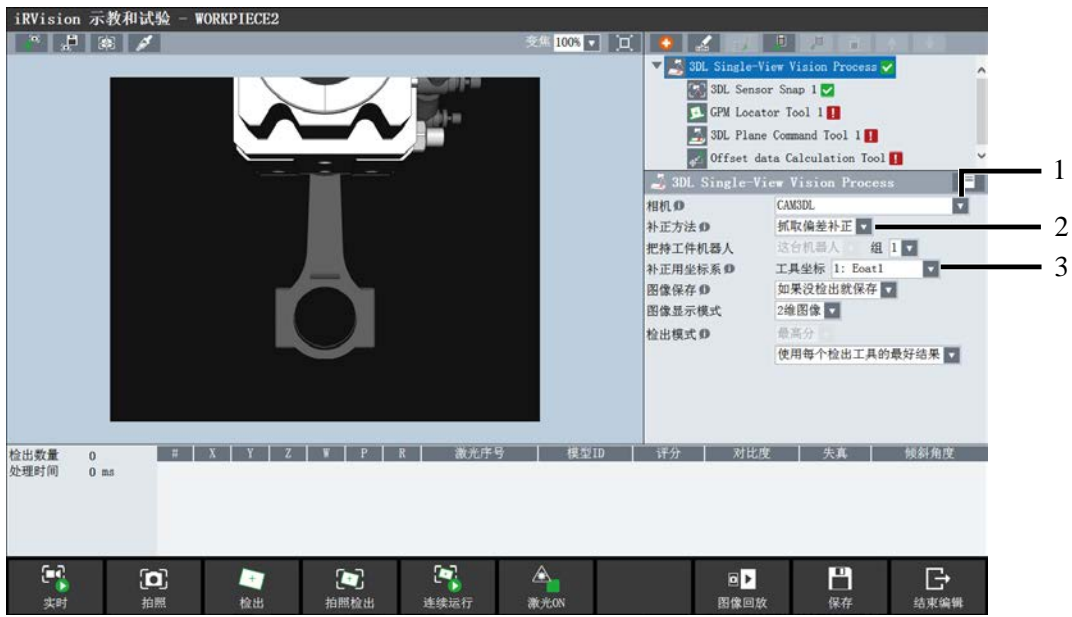 iRVision 示教和试验 - WORKPIECE2
变焦 100%
3DL Single-View Vision Process
3DL Sensor Snap 1
GPM Locator Tool 1
3DL Plane Command Tool 1
Offset data Calculation Tool
3DL Single-View Vision Process
1
相机 CAM3DL
补正方法 抓取偏差补正
2
把持工件机器人 这台机器人 组 1
补正用坐标系 工具坐标 1: Eoat1
3
图像保存 如果没检出就保存
图像显示模式 2维图像
检出模式 最高分
使用每个检出工具的最好结果
检出数量 0
# X Y Z W P R 激光序号 模型ID 评分 对比度 失真 倾斜角度
处理时间 0 ms
实时 拍照 检出 拍照检出 连续运行 激光ON 图像回放 保存 结束编辑